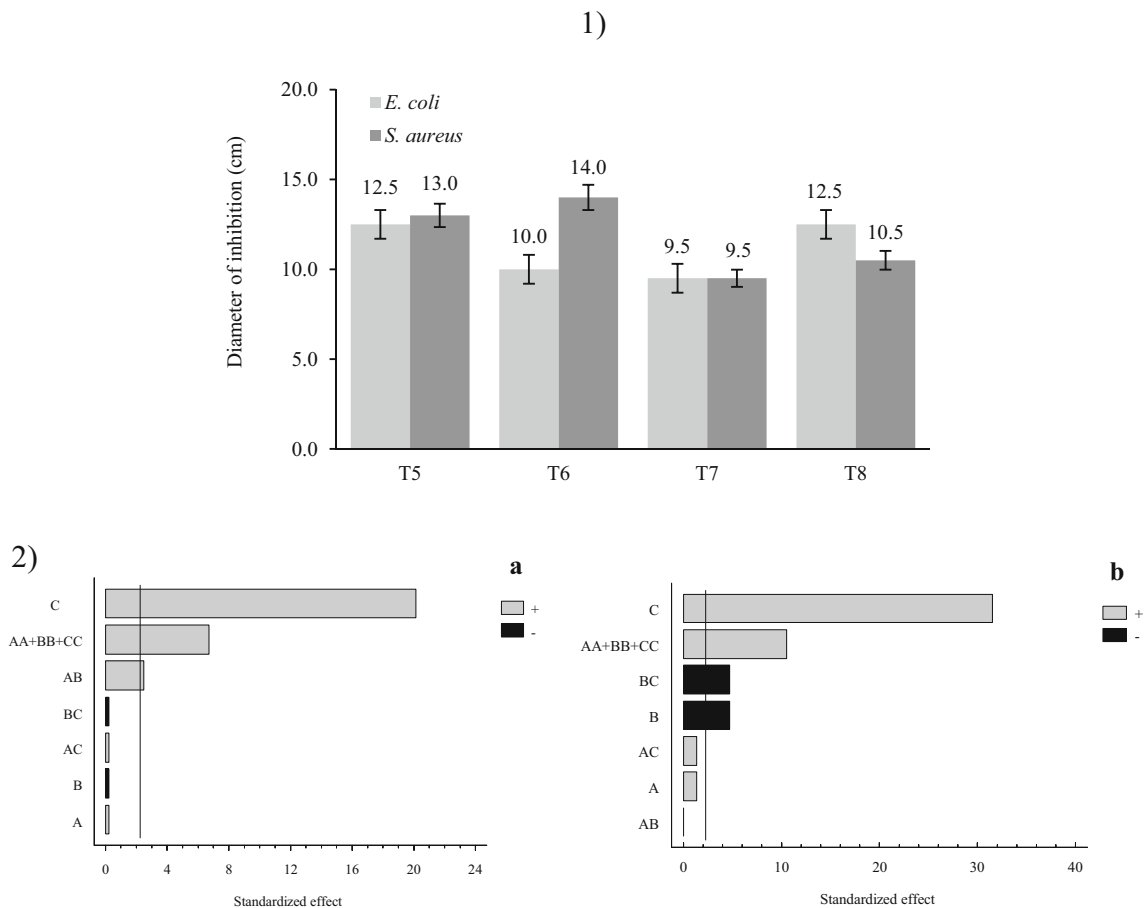 1)
20.0
15.0
10.0
5.0
0.0
Diameter of inhibition (cm)
E. coli
S. aureus
12.5
13.0
10.0
14.0
9.5
9.5
12.5
10.5
T5
T6
T7
T8
2)
a
+
-
C
AA+BB+CC
AB
BC
AC
B
A
0
4
8
12
16
20
24
Standardized effect
b
+
-
C
AA+BB+CC
BC
B
AC
A
AB
0
10
20
30
40
Standardized effect